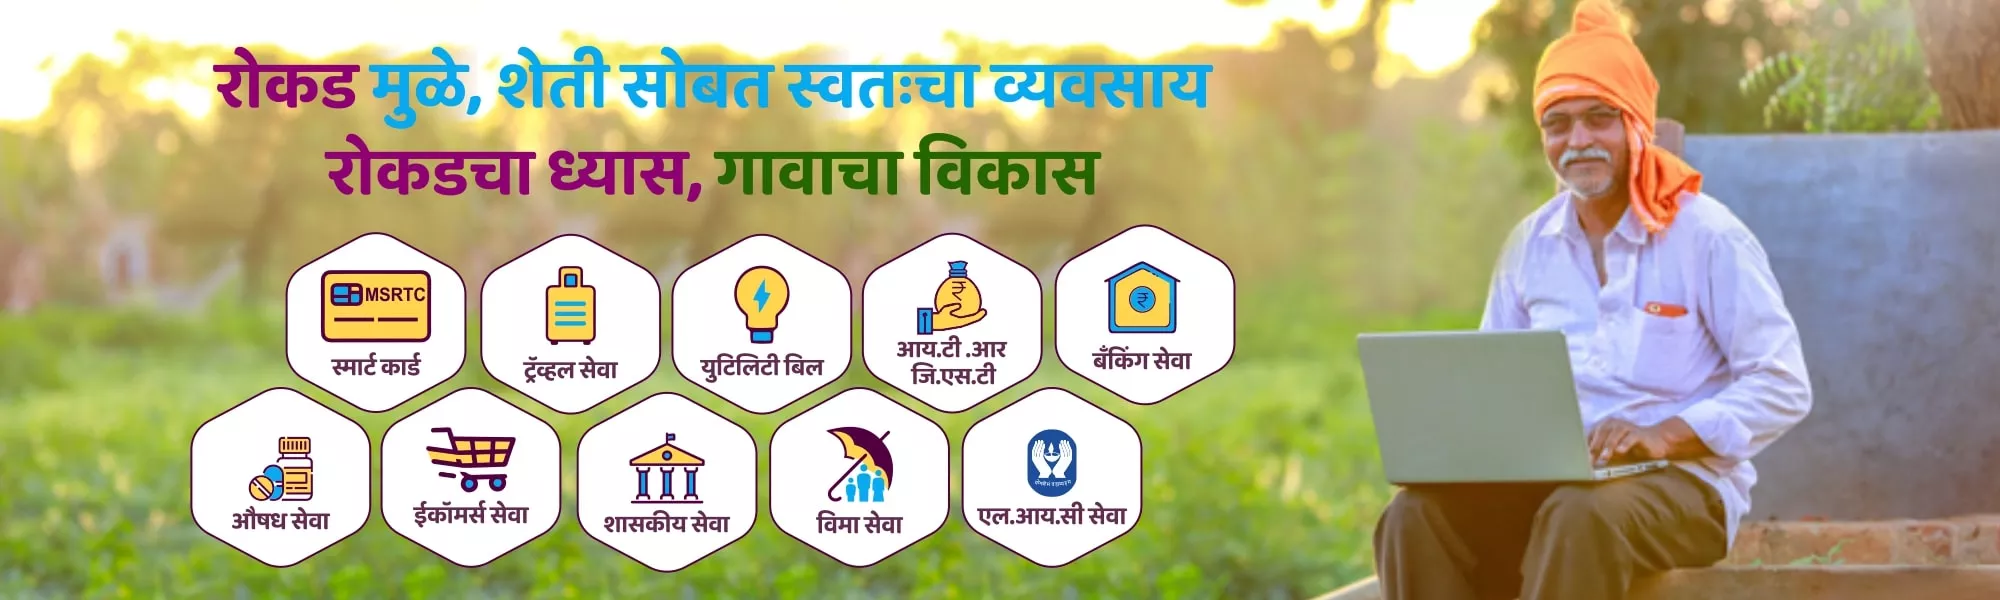 रोकड मुळे, शेती सोबत स्वतःचा व्यवसाय
रोकडचा ध्यास, गावाचा विकास
MSRTC
स्मार्ट कार्ड
ट्रॅव्हल सेवा
युटिलिटी बिल
आय.टी .आर
जि.एस.टी
बँकिंग सेवा
औषध सेवा
ईकॉमर्स सेवा
शासकीय सेवा
विमा सेवा
एल.आय.सी सेवा